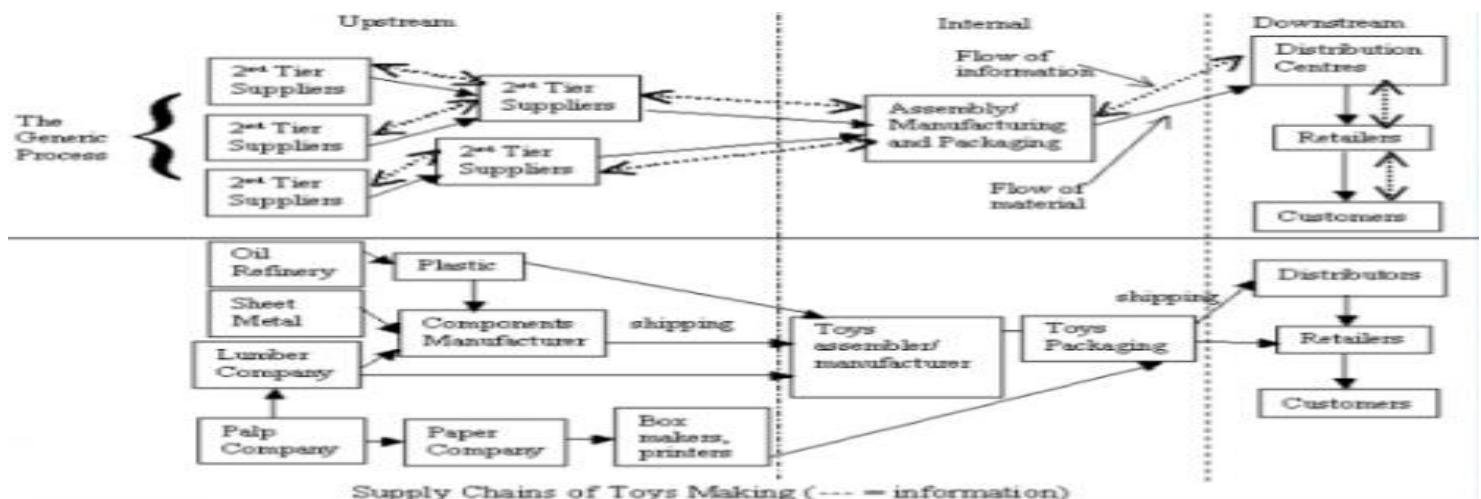 Upstream
Internal
Downstream
The
Generic
Process
2nd Tier
Suppliers
2nd Tier
Suppliers
2nd Tier
Suppliers
2nd Tier
Suppliers
2nd Tier
Suppliers
Flow of
information
Assembly/
Manufacturing
and Packaging
Flow of
material
Distribution
Centres
Retailers
Customers
Oil
Refinery
Plastic
Sheet
Metal
Components
Manufacturer
shipping
Lumber
Company
Palp
Company
Paper
Company
Box
makers,
printers
Toys
assembler/
manufacturer
Toys
Packaging
shipping
Distributors
Retailers
Customers
Supply Chains of Toys Making (--- = information)